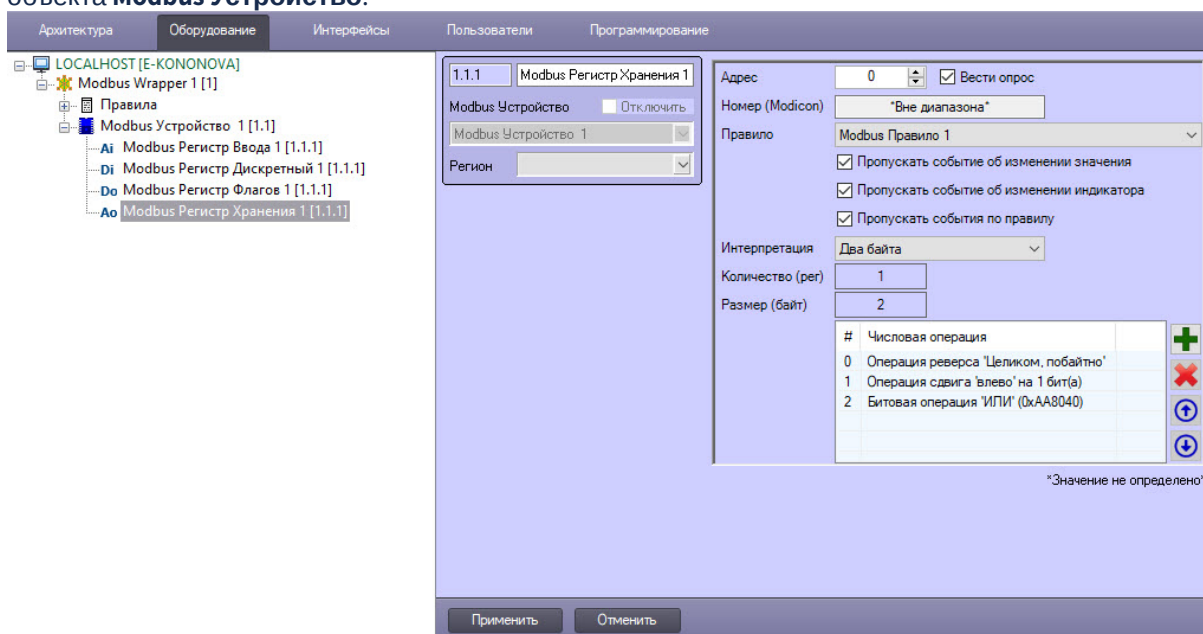 объекта Modbus Устройство.
Архитектура Оборудование Интерфейсы Пользователи Программирование
LOCALHOST [E-KONONOVA]
Modbus Wrapper 1 [1]
Правила
Modbus Устройство 1 [1.1]
Ai Modbus Регистр Ввода 1 [1.1.1]
Di Modbus Регистр Дискретный 1 [1.1.1]
Do Modbus Регистр Флагов 1 [1.1.1]
Ao Modbus Регистр Хранения 1 [1.1.1]
1.1.1 Modbus Регистр Хранения 1
Modbus Устройство Отключить
Modbus Устройство 1
Регион
Адрес 0 Вести опрос
Номер (Modicon) *Вне диапазона*
Правило Modbus Правило 1
Пропускать событие об изменении значения
Пропускать событие об изменении индикатора
Пропускать события по правилу
Интерпретация Два байта
Количество (рег) 1
Размер (байт) 2
# Числовая операция
0 Операция реверса 'Целиком, побайтно'
1 Операция сдвига 'влево' на 1 бит(а)
2 Битовая операция 'ИЛИ' (0xAA8040)
*Значение не определено*
Применить Отменить